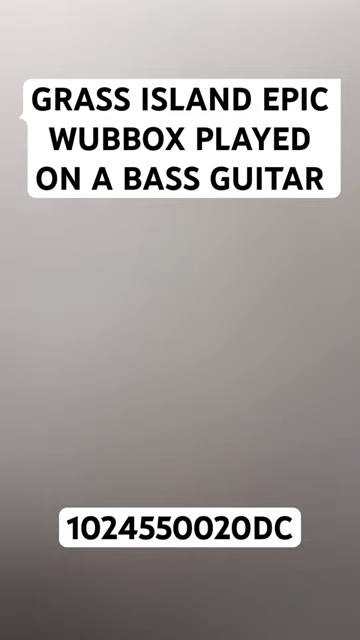 GRASS ISLAND EPIC
WUBBOX PLAYED
ON A BASS GUITAR
1024550020DC